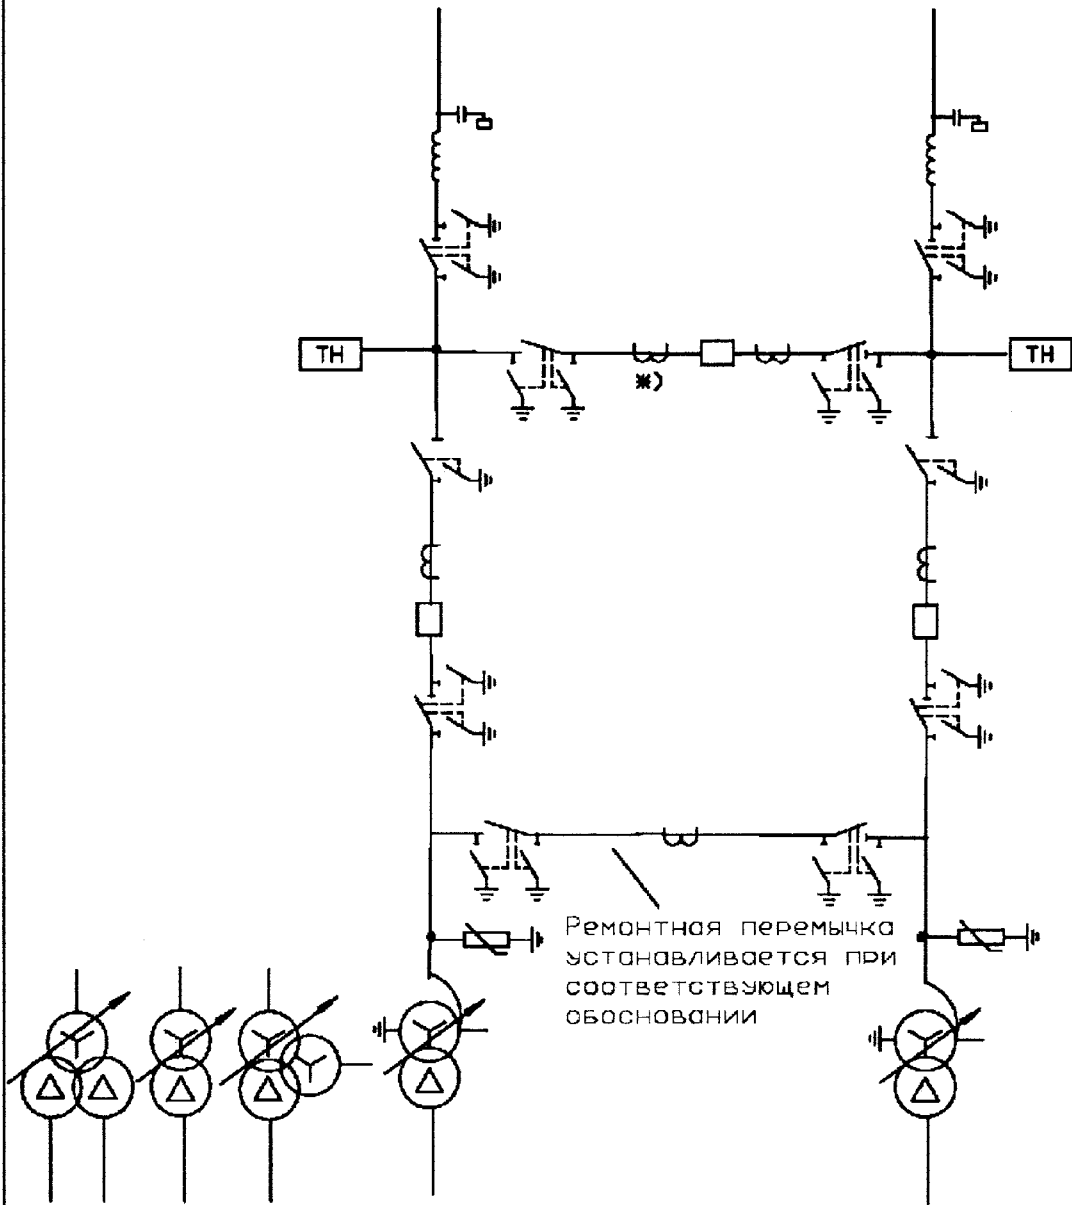 ТН
ТН
ж)
Ремонтная перемычка
устанавливается при
соответствующем
обосновании